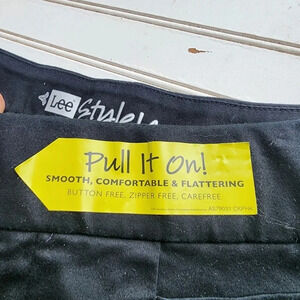 Lee
Pull It On!
SMOOTH, COMFORTABLE & FLATTERING
BUTTON FREE, ZIPPER FREE, CAREFREE